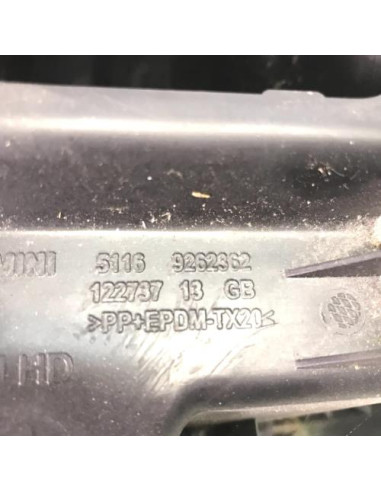 MINI 5116 9262362
122737 13 GB
>PP+EPDM-TX20<
HD